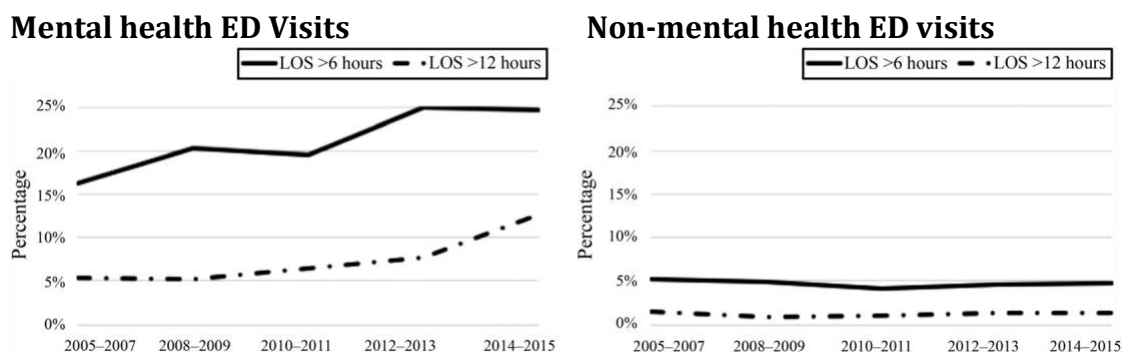 Mental health ED Visits
LOS >6 hours LOS >12 hours
25%
20%
15%
10%
5%
0%
Percentage
2005–2007 2008–2009 2010–2011 2012–2013 2014–2015
Non-mental health ED visits
LOS >6 hours LOS >12 hours
25%
20%
15%
10%
5%
0%
Percentage
2005–2007 2008–2009 2010–2011 2012–2013 2014–2015